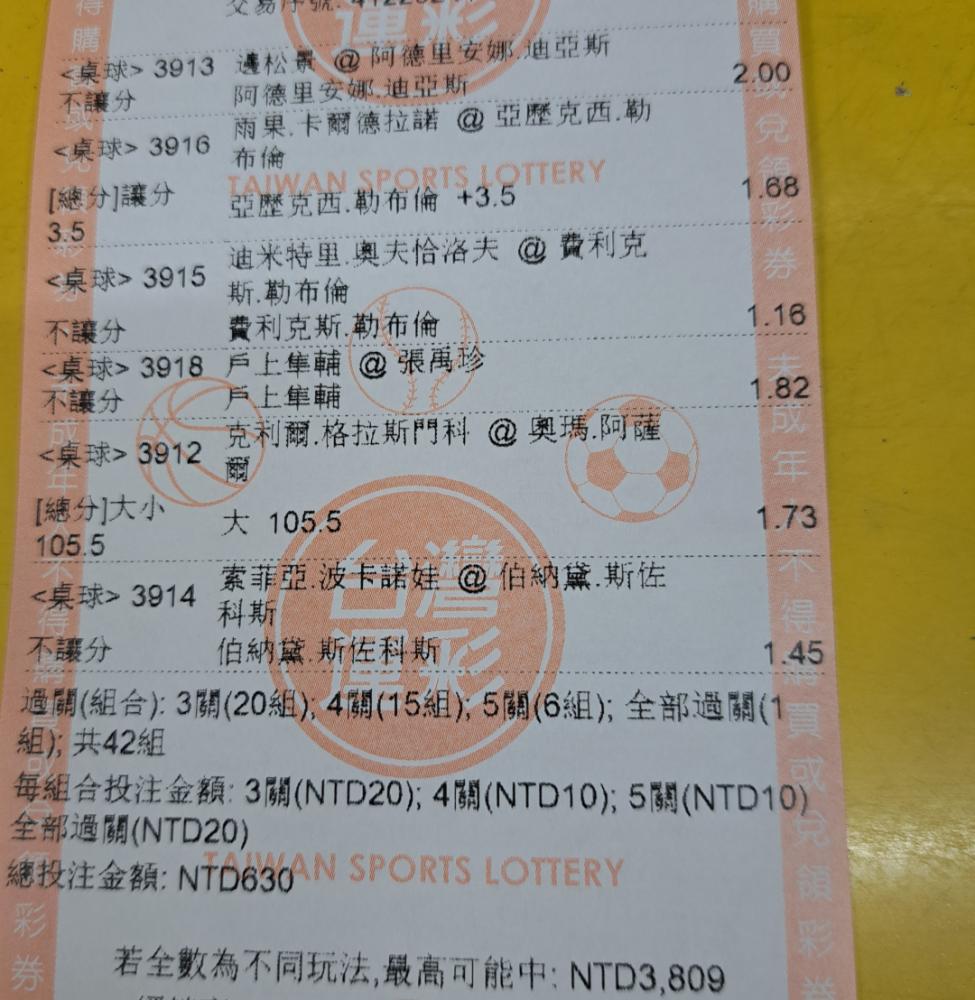 <桌球> 3913 邊松景 @ 阿德里安娜.迪亞斯
不讓分 阿德里安娜.迪亞斯 2.00
<桌球> 3916 雨果.卡爾德拉諾 @ 亞歷克西.勒
布倫
TAIWAN SPORTS LOTTERY
[總分]讓分 亞歷克西.勒布倫 +3.5 1.68
3.5
<桌球> 3915 迪米特里.奧夫恰洛夫 @ 費利克
斯.勒布倫
不讓分 費利克斯.勒布倫 1.16
<桌球> 3918 戶上隼輔 @ 張禹珍
不讓分 戶上隼輔 1.82
<桌球> 3912 克利爾.格拉斯門科 @ 奧瑪.阿薩
爾
[總分]大小 大 105.5 1.73
105.5
<桌球> 3914 索菲亞.波卡諾娃 @ 伯納黛.斯佐
科斯
不讓分 伯納黛.斯佐科斯 1.45
台灣
運彩
過關(組合): 3關(20組); 4關(15組); 5關(6組); 全部過關(1
組); 共42組
每組合投注金額: 3關(NTD20); 4關(NTD10); 5關(NTD10)
全部過關(NTD20)
總投注金額: NTD630
TAIWAN SPORTS LOTTERY
若全數為不同玩法,最高可能中: NTD3,809